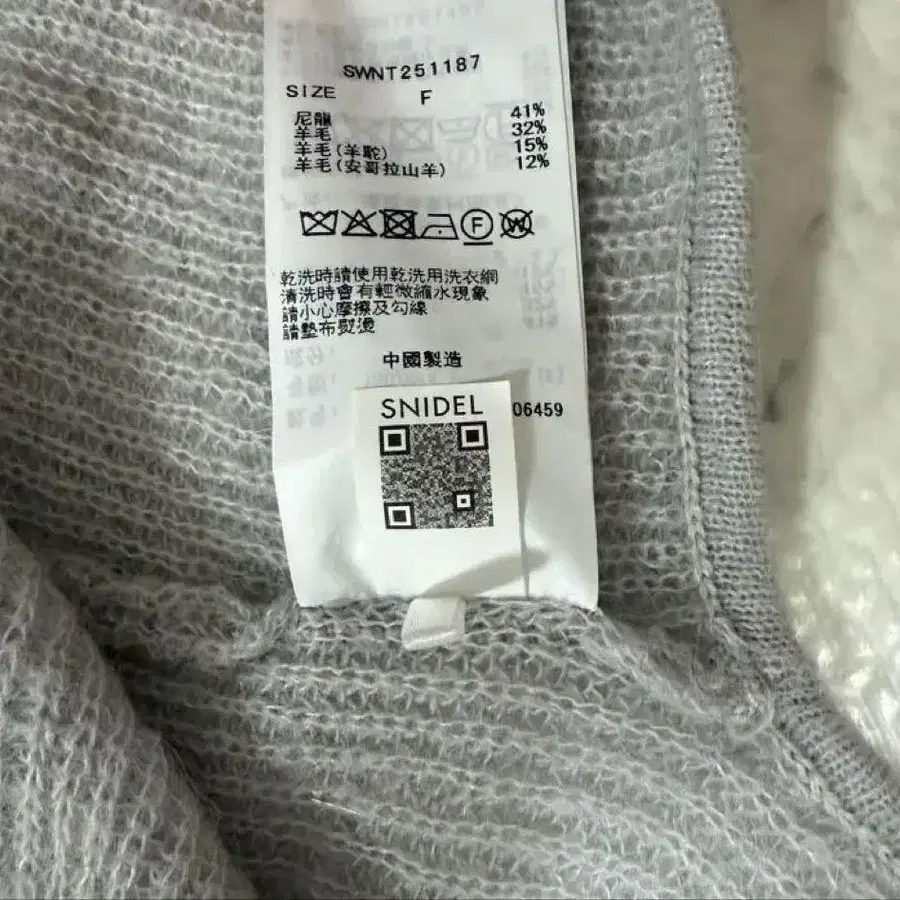 SWNT251187
SIZE F
尼龍 41%
羊毛 32%
羊毛(羊駝) 15%
羊毛(安哥拉山羊) 12%
F W
乾洗時請使用乾洗用洗衣網
清洗時會有輕微縮水現象
請小心摩擦及勾線
請墊布熨燙
中國製造
SNIDEL
06459